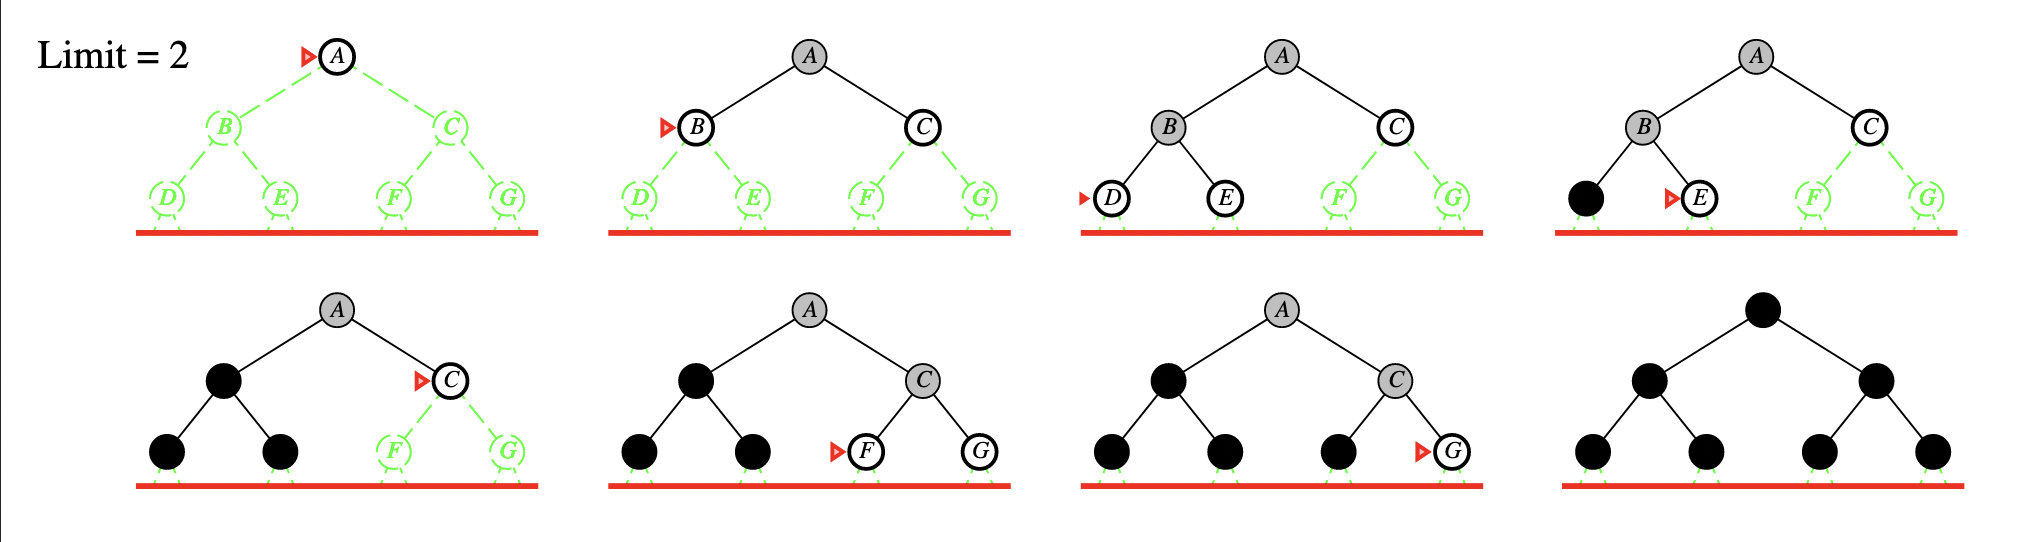 Limit = 2
A A A A
B C B C B C B C
D E F G D E F G D E F G E F G
A A A
C C C
F G F G G